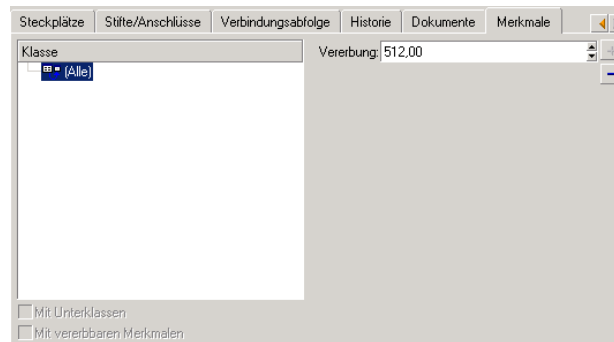 Steckplätze Stifte/Anschlüsse Verbindungsabfolge Historie Dokumente Merkmale
Klasse
Vererbung: 512,00
(Alle)
Mit Unterklassen
Mit vererbbaren Merkmalen